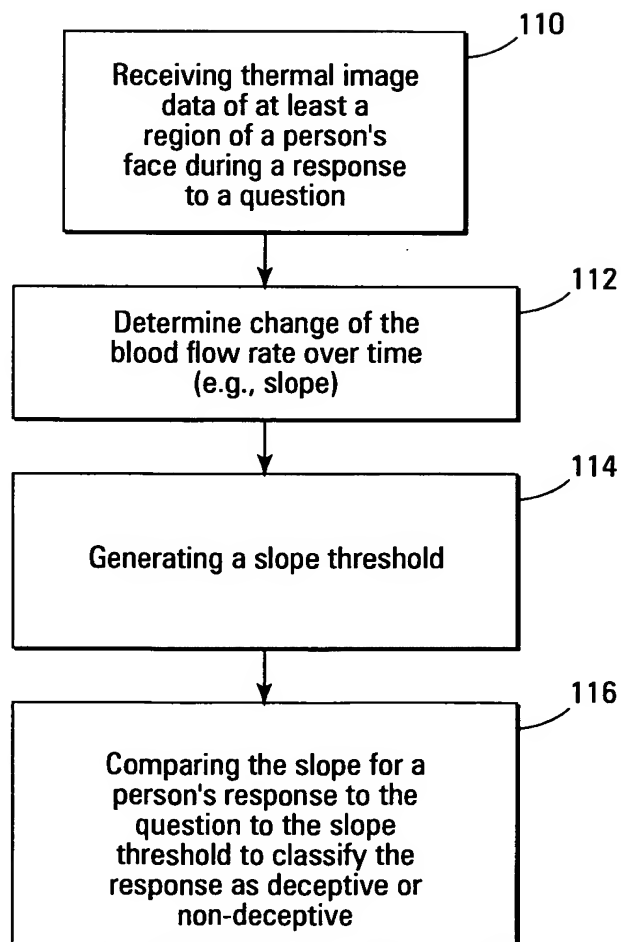 110
Receiving thermal image
data of at least a
region of a person's
face during a response
to a question
112
Determine change of the
blood flow rate over time
(e.g., slope)
114
Generating a slope threshold
116
Comparing the slope for a
person's response to the
question to the slope
threshold to classify the
response as deceptive or
non-deceptive